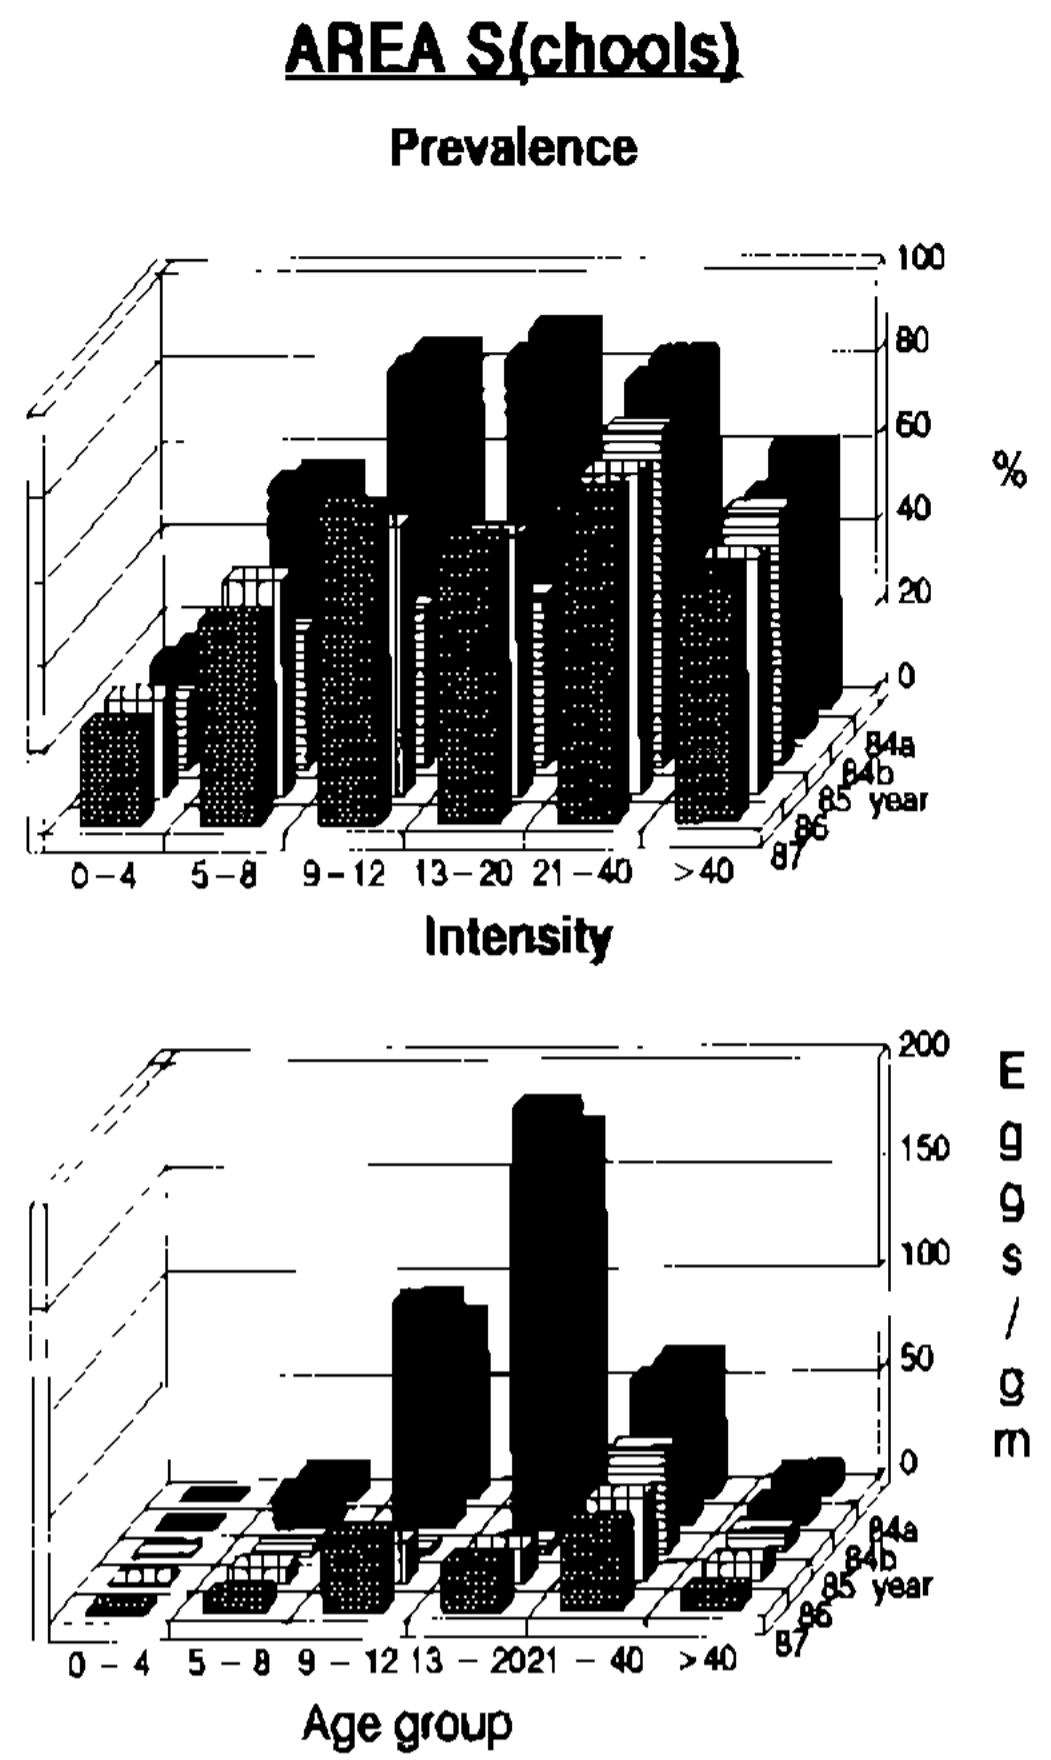 AREA S(chools)
Prevalence
100
80
60
40
20
0
%
84a
84b
85 year
86
87
0-4 5-8 9-12 13-20 21-40 >40
Intensity
200
150
100
50
0
Eggs/gm
84a
84b
85 year
86
87
0 - 4 5 - 8 9 - 12 13 - 20 21 - 40 >40
Age group